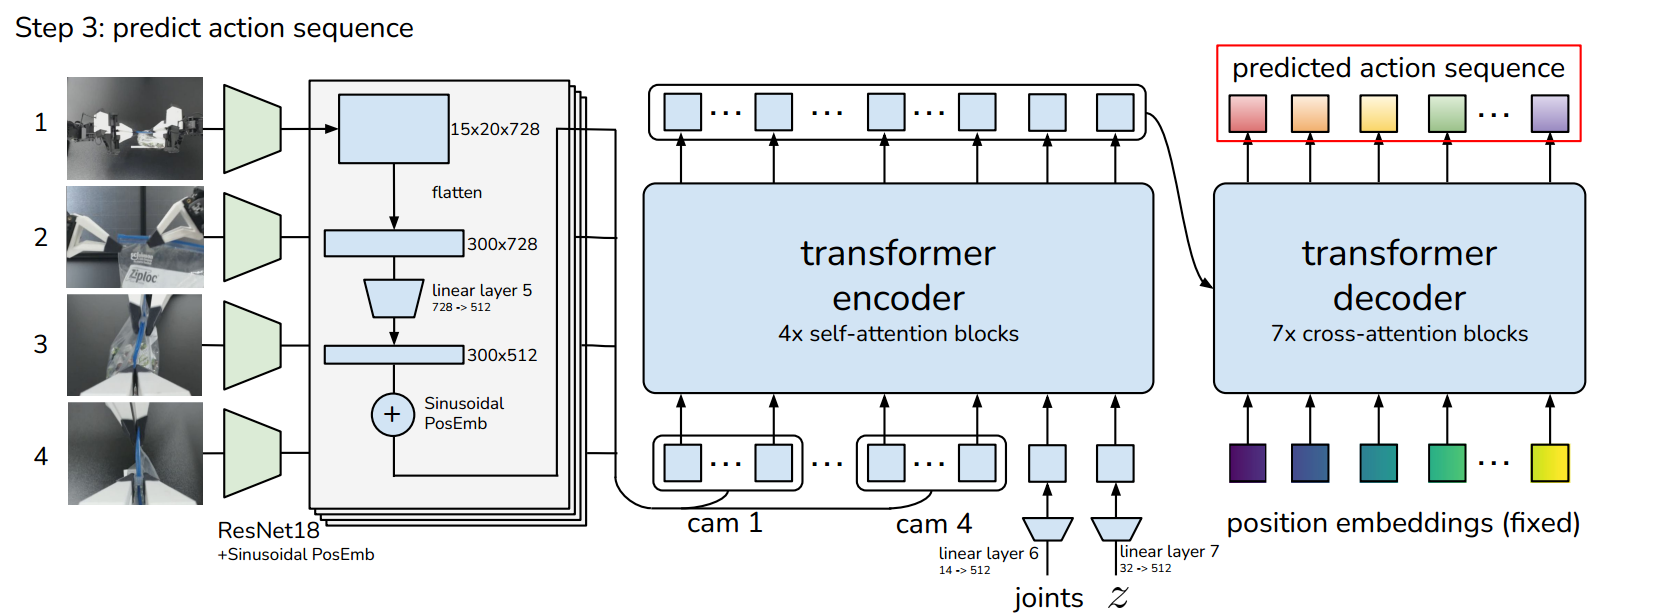 Step 3: predict action sequence
1
2
3
4
Ziploc
ResNet18
+Sinusoidal PosEmb
15x20x728
flatten
300x728
linear layer 5
728 -> 512
300x512
+
Sinusoidal
PosEmb
transformer
encoder
4x self-attention blocks
cam 1
cam 4
linear layer 6
14 -> 512
joints
linear layer 7
32 -> 512
z
predicted action sequence
transformer
decoder
7x cross-attention blocks
position embeddings (fixed)